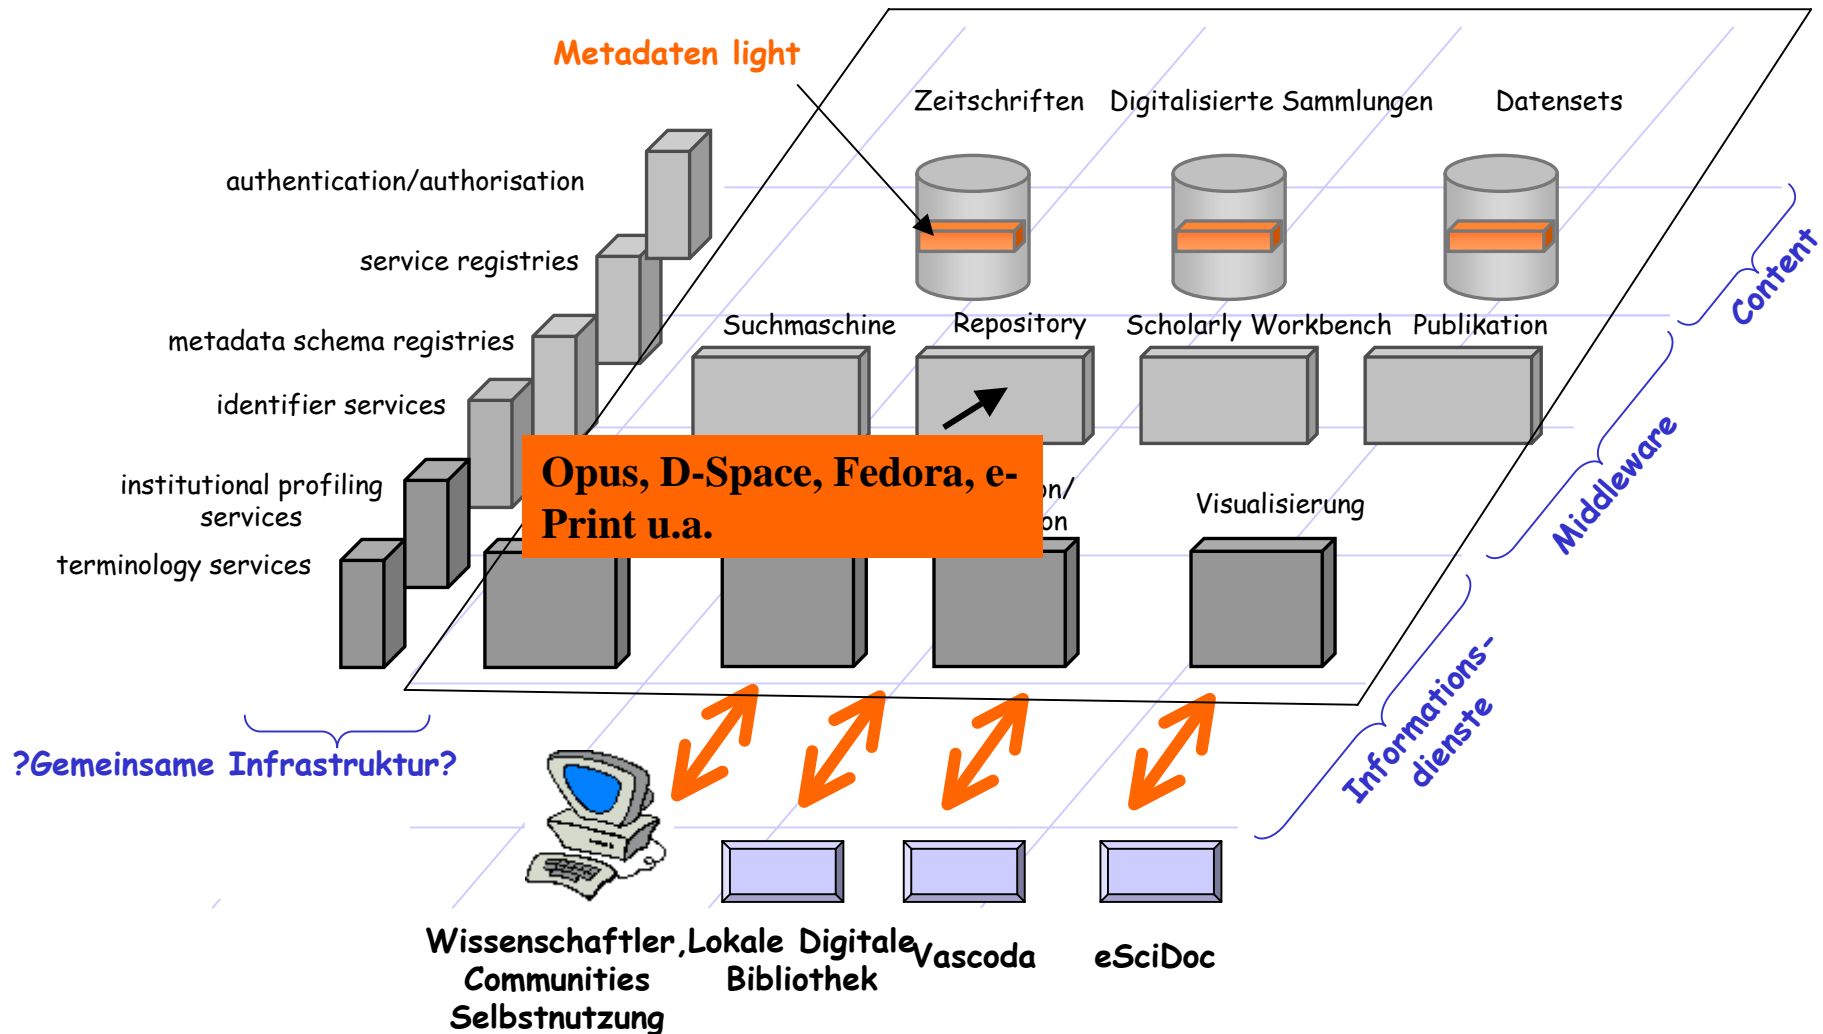 Metadaten light
Zeitschriften
Digitalisierte Sammlungen
Datensets
authentication/authorisation
service registries
metadata schema registries
identifier services
institutional profiling
services
terminology services
Suchmaschine
Repository
Scholarly Workbench
Publikation
Opus, D-Space, Fedora, e-
Print u.a.
on/
on
Visualisierung
Content
Middleware
Informations-
dienste
?Gemeinsame Infrastruktur?
Wissenschaftler,
Communities
Selbstnutzung
Lokale Digitale
Bibliothek
Vascoda
eSciDoc